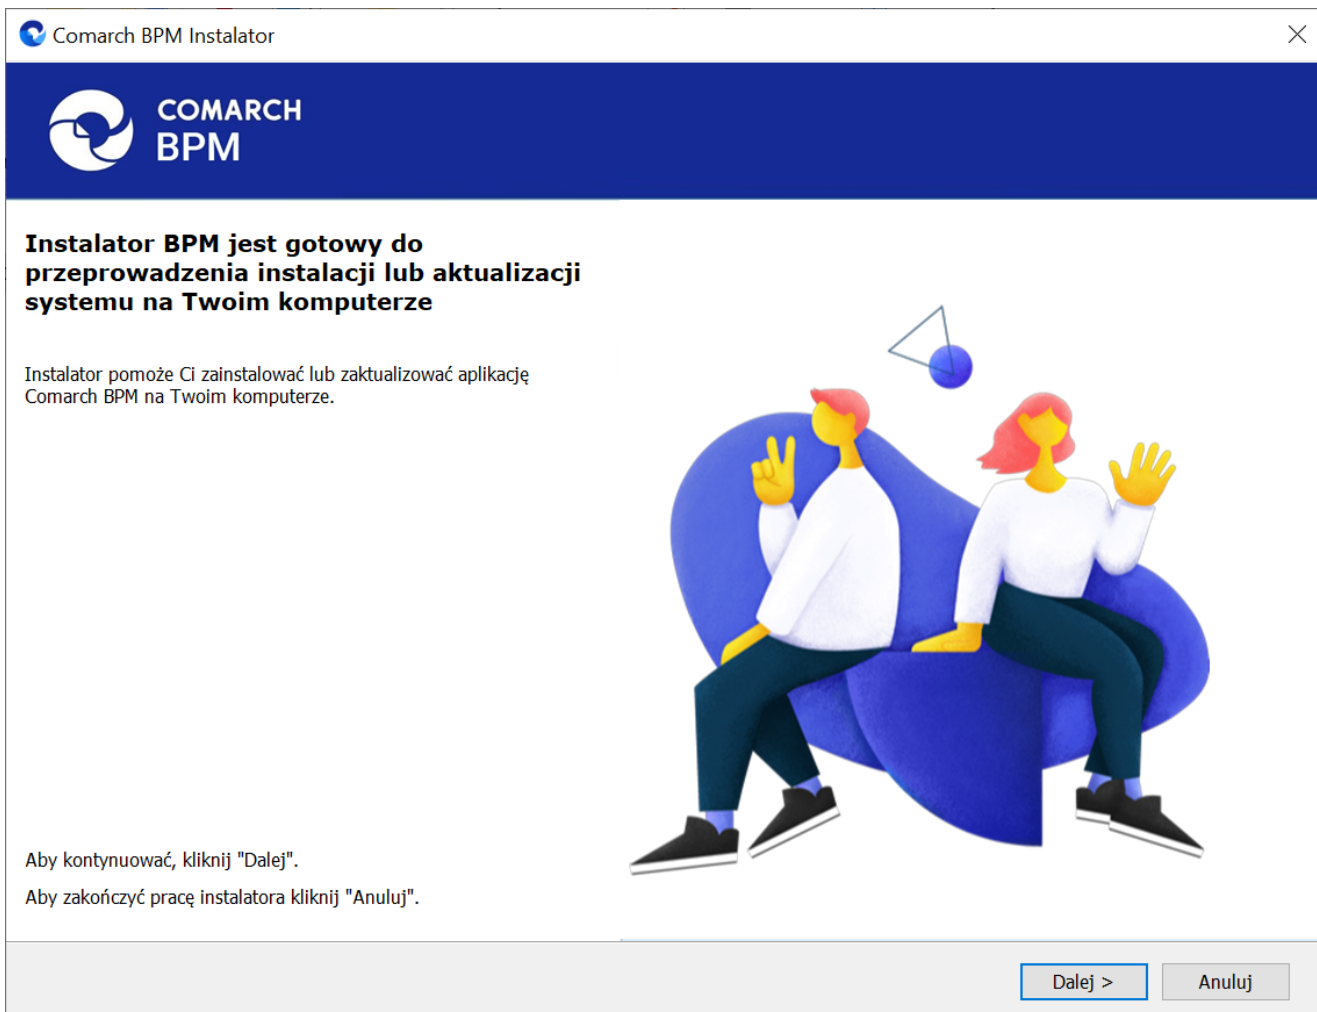 Comarch BPM Instalator
COMARCH
BPM
Instalator BPM jest gotowy do
przeprowadzenia instalacji lub aktualizacji
systemu na Twoim komputerze
Instalator pomoże Ci zainstalować lub zaktualizować aplikację
Comarch BPM na Twoim komputerze.
Aby kontynuować, kliknij "Dalej".
Aby zakończyć pracę instalatora kliknij "Anuluj".
Dalej >
Anuluj